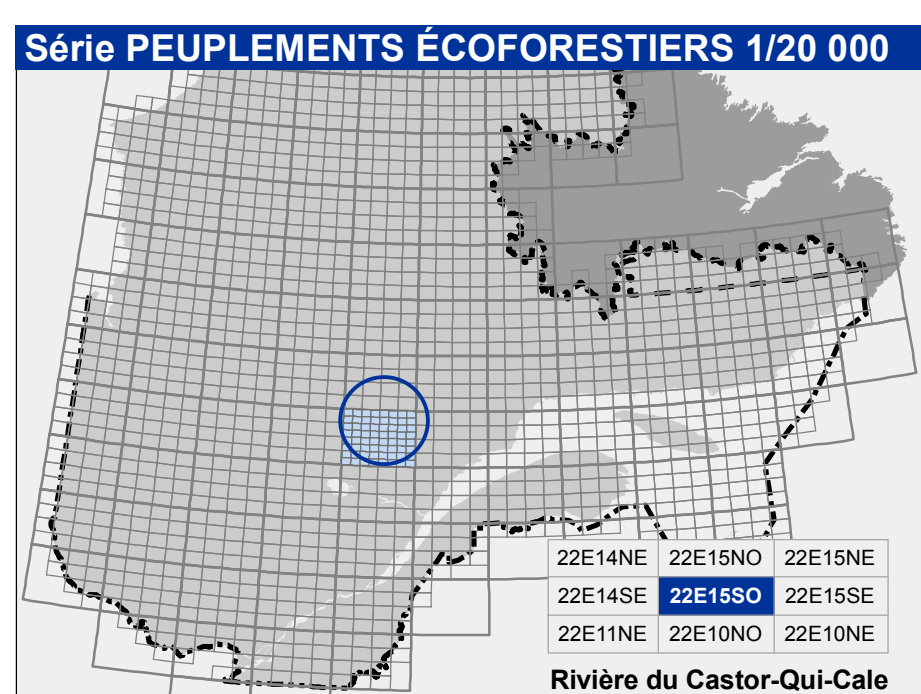 Série PEUPLEMENTS ÉCOFORESTIERS 1/20 000
22E14NE 22E15NO 22E15NE
22E14SE 22E15SO 22E15SE
22E11NE 22E10NO 22E10NE
Rivière du Castor-Qui-Cale